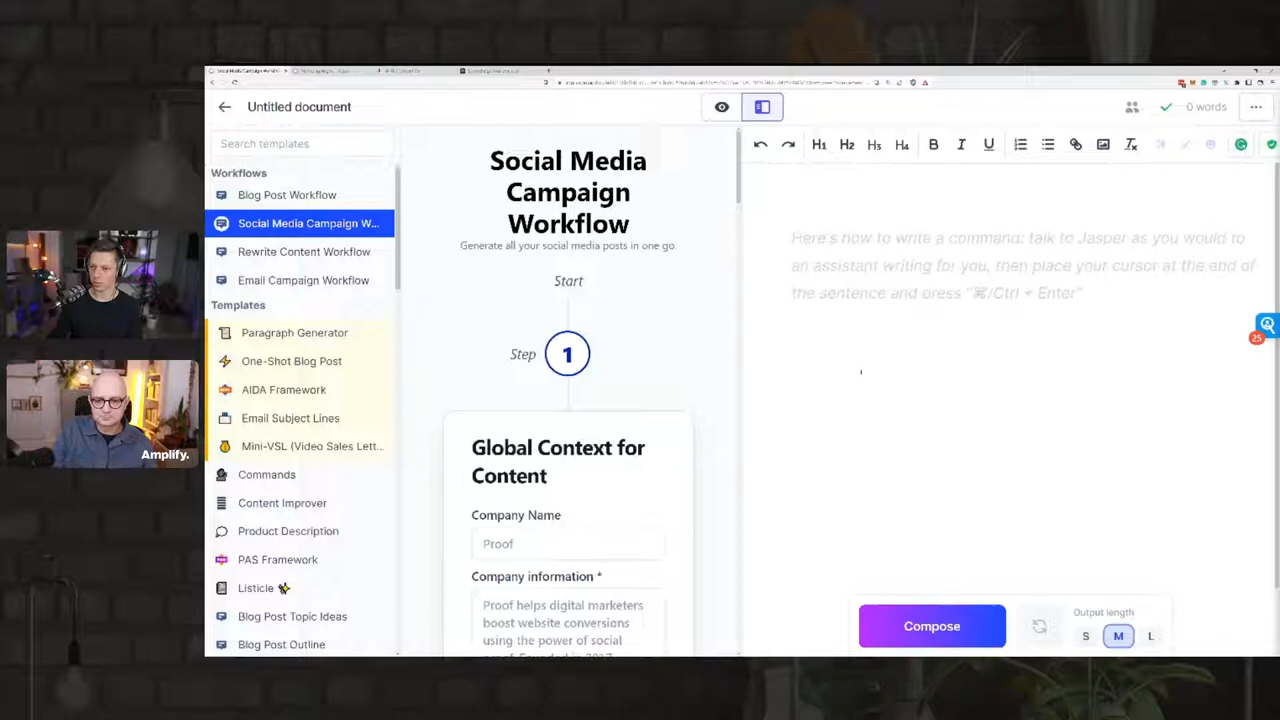 Untitled document
0 words
Search templates
Workflows
Blog Post Workflow
Social Media Campaign W...
Rewrite Content Workflow
Email Campaign Workflow
Templates
Paragraph Generator
One-Shot Blog Post
AIDA Framework
Email Subject Lines
Mini-VSL (Video Sales Lett...
Commands
Content Improver
Product Description
PAS Framework
Listicle
Blog Post Topic Ideas
Blog Post Outline
Social Media
Campaign
Workflow
Generate all your social media posts in one go.
Start
Step 1
Global Context for
Content
Company Name
Proof
Company information *
Proof helps digital marketers
boost website conversions
using the power of social
H1 H2 H3 H4 B I U
Here's how to write a command: talk to Jasper as you would to
an assistant writing for you, then place your cursor at the end of
the sentence and press "⌘/Ctrl + Enter"
25
Compose
Output length
S M L
Amplify.